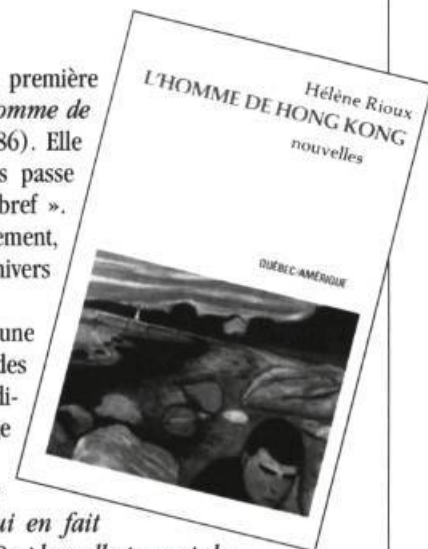 première
omme de
86). Elle
s passe
bref ».
ement,
nivers
une
des
di-
e
ui en fait
Hélène Rioux
L'HOMME DE HONG KONG
nouvelles
QUÉBEC-AMÉRIQUE